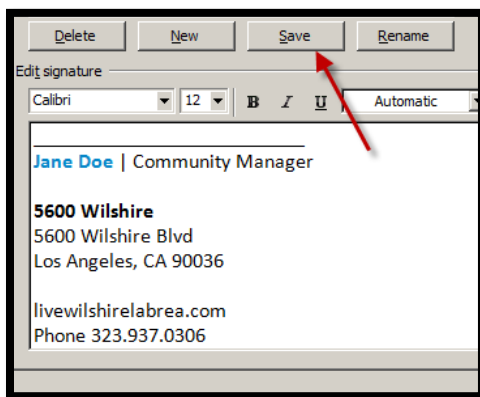 Delete New Save Rename
Edit signature
Calibri 12 B I U Automatic
Jane Doe | Community Manager
5600 Wilshire
5600 Wilshire Blvd
Los Angeles, CA 90036
livewilshirelabrea.com
Phone 323.937.0306